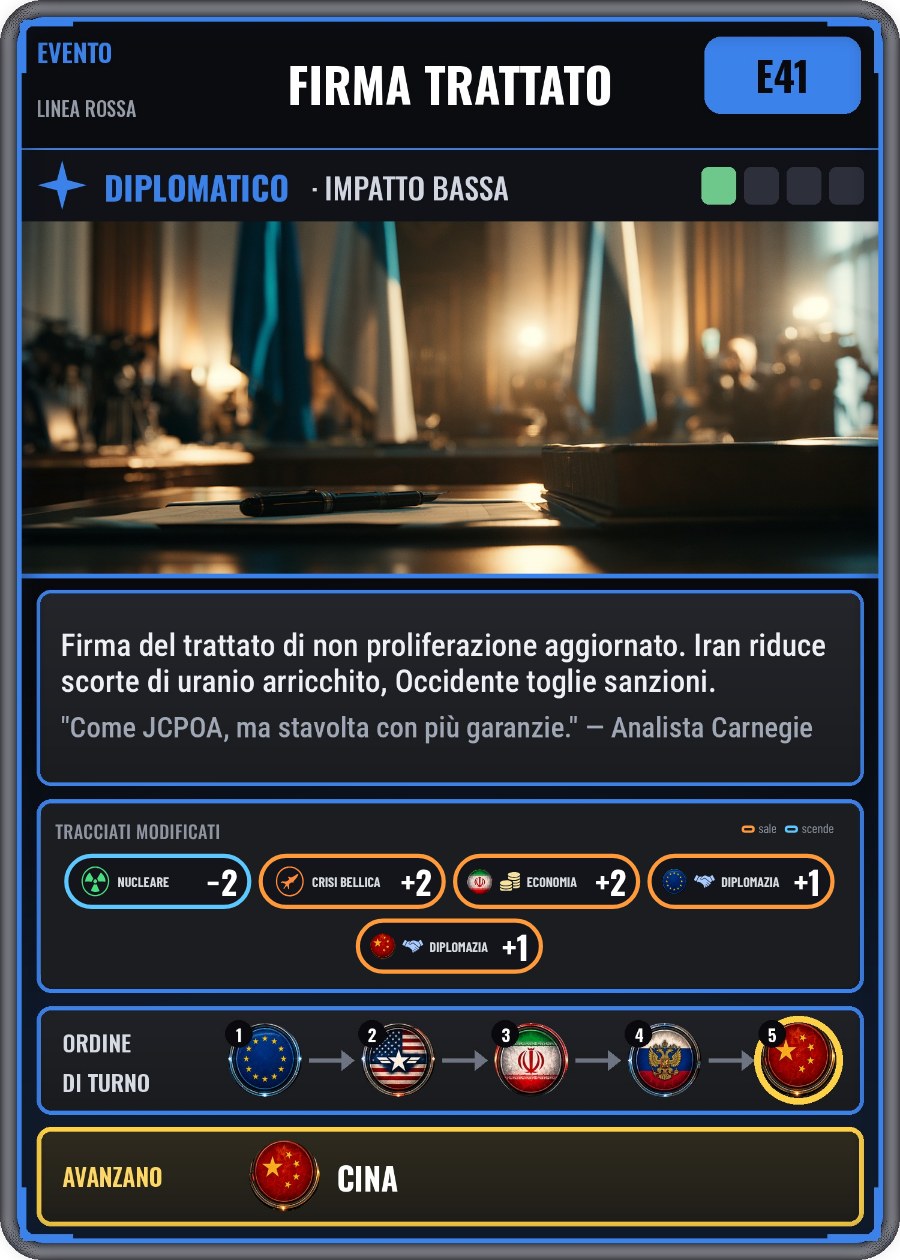 EVENTO
LINEA ROSSA
FIRMA TRATTATO
E41
DIPLOMATICO · IMPATTO BASSA
Firma del trattato di non proliferazione aggiornato. Iran riduce
scorte di uranio arricchito, Occidente toglie sanzioni.
"Come JCPOA, ma stavolta con più garanzie." — Analista Carnegie
TRACCIATI MODIFICATI
sale scende
NUCLEARE -2
CRISI BELLICA +2
ECONOMIA +2
DIPLOMAZIA +1
DIPLOMAZIA +1
ORDINE
DI TURNO
1 2 3 4 5
AVANZANO CINA